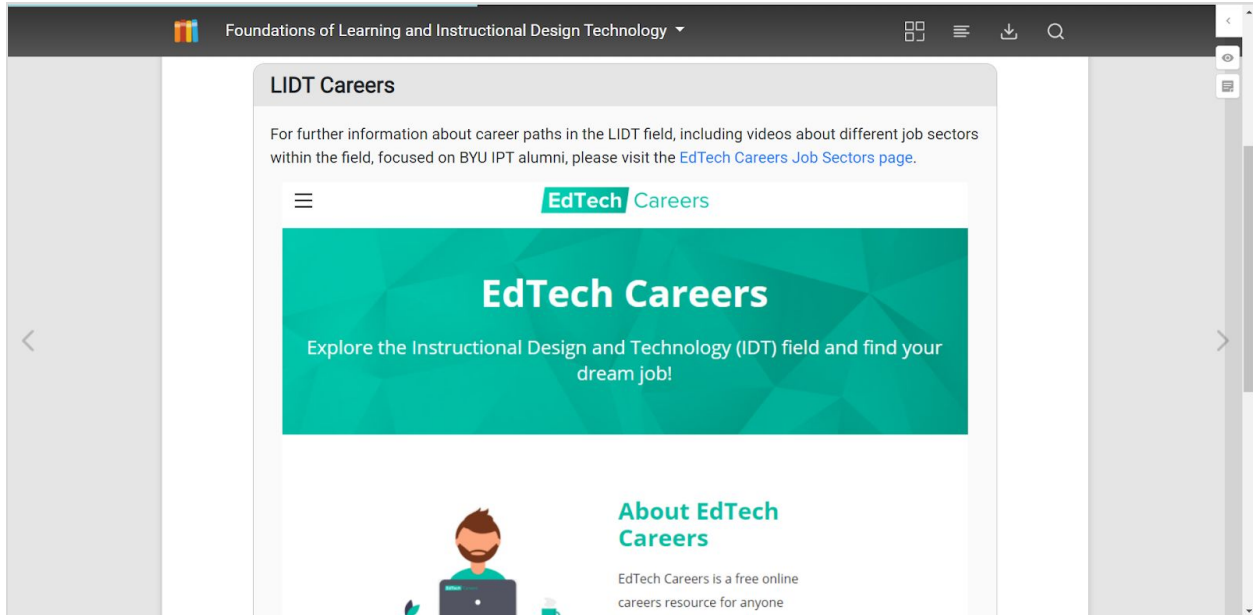 Foundations of Learning and Instructional Design Technology
LIDT Careers
For further information about career paths in the LIDT field, including videos about different job sectors
within the field, focused on BYU IPT alumni, please visit the EdTech Careers Job Sectors page.
EdTech Careers
EdTech Careers
Explore the Instructional Design and Technology (IDT) field and find your
dream job!
About EdTech
Careers
EdTech Careers is a free online
careers resource for anyone